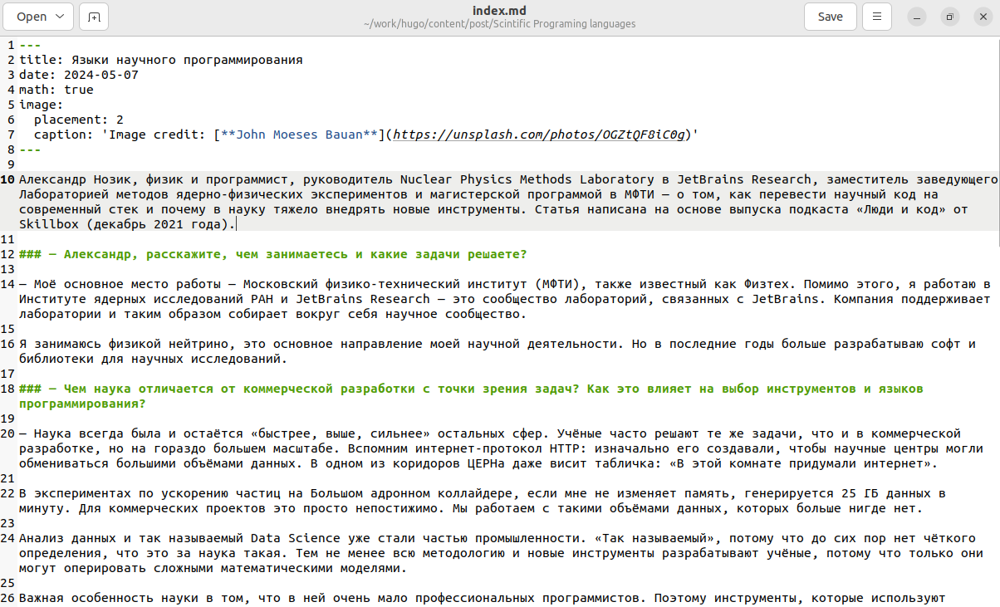 Open
index.md
~/work/hugo/content/post/Scintific Programing languages
Save
1 ---
2 title: Языки научного программирования
3 date: 2024-05-07
4 math: true
5 image:
6   placement: 2
7   caption: 'Image credit: [**John Moeses Bauan**](https://unsplash.com/photos/OGZtQF8iC0g)'
8 ---
9
10 Александр Нозик, физик и программист, руководитель Nuclear Physics Methods Laboratory в JetBrains Research, заместитель заведующего
Лабораторией методов ядерно-физических экспериментов и магистерской программой в МФТИ — о том, как перевести научный код на
современный стек и почему в науку тяжело внедрять новые инструменты. Статья написана на основе выпуска подкаста «Люди и код» от
Skillbox (декабрь 2021 года).
11
12 ### — Александр, расскажите, чем занимаетесь и какие задачи решаете?
13
14 — Моё основное место работы — Московский физико-технический институт (МФТИ), также известный как Физтех. Помимо этого, я работаю в
Институте ядерных исследований РАН и JetBrains Research — это сообщество лабораторий, связанных с JetBrains. Компания поддерживает
лаборатории и таким образом собирает вокруг себя научное сообщество.
15
16 Я занимаюсь физикой нейтрино, это основное направление моей научной деятельности. Но в последние годы больше разрабатываю софт и
библиотеки для научных исследований.
17
18 ### — Чем наука отличается от коммерческой разработки с точки зрения задач? Как это влияет на выбор инструментов и языков
программирования?
19
20 — Наука всегда была и остаётся «быстрее, выше, сильнее» остальных сфер. Учёные часто решают те же задачи, что и в коммерческой
разработке, но на гораздо большем масштабе. Вспомним интернет-протокол HTTP: изначально его создавали, чтобы научные центры могли
обмениваться большими объёмами данных. В одном из коридоров ЦЕРНа даже висит табличка: «В этой комнате придумали интернет».
21
22 В экспериментах по ускорению частиц на Большом адронном коллайдере, если мне не изменяет память, генерируется 25 ГБ данных в
минуту. Для коммерческих проектов это просто непостижимо. Мы работаем с такими объёмами данных, которых больше нигде нет.
23
24 Анализ данных и так называемый Data Science уже стали частью промышленности. «Так называемый», потому что до сих пор нет чёткого
определения, что это за наука такая. Тем не менее всю методологию и новые инструменты разрабатывают учёные, потому что только они
могут оперировать сложными математическими моделями.
25
26 Важная особенность науки в том, что в ней очень мало профессиональных программистов. Поэтому инструменты, которые используют